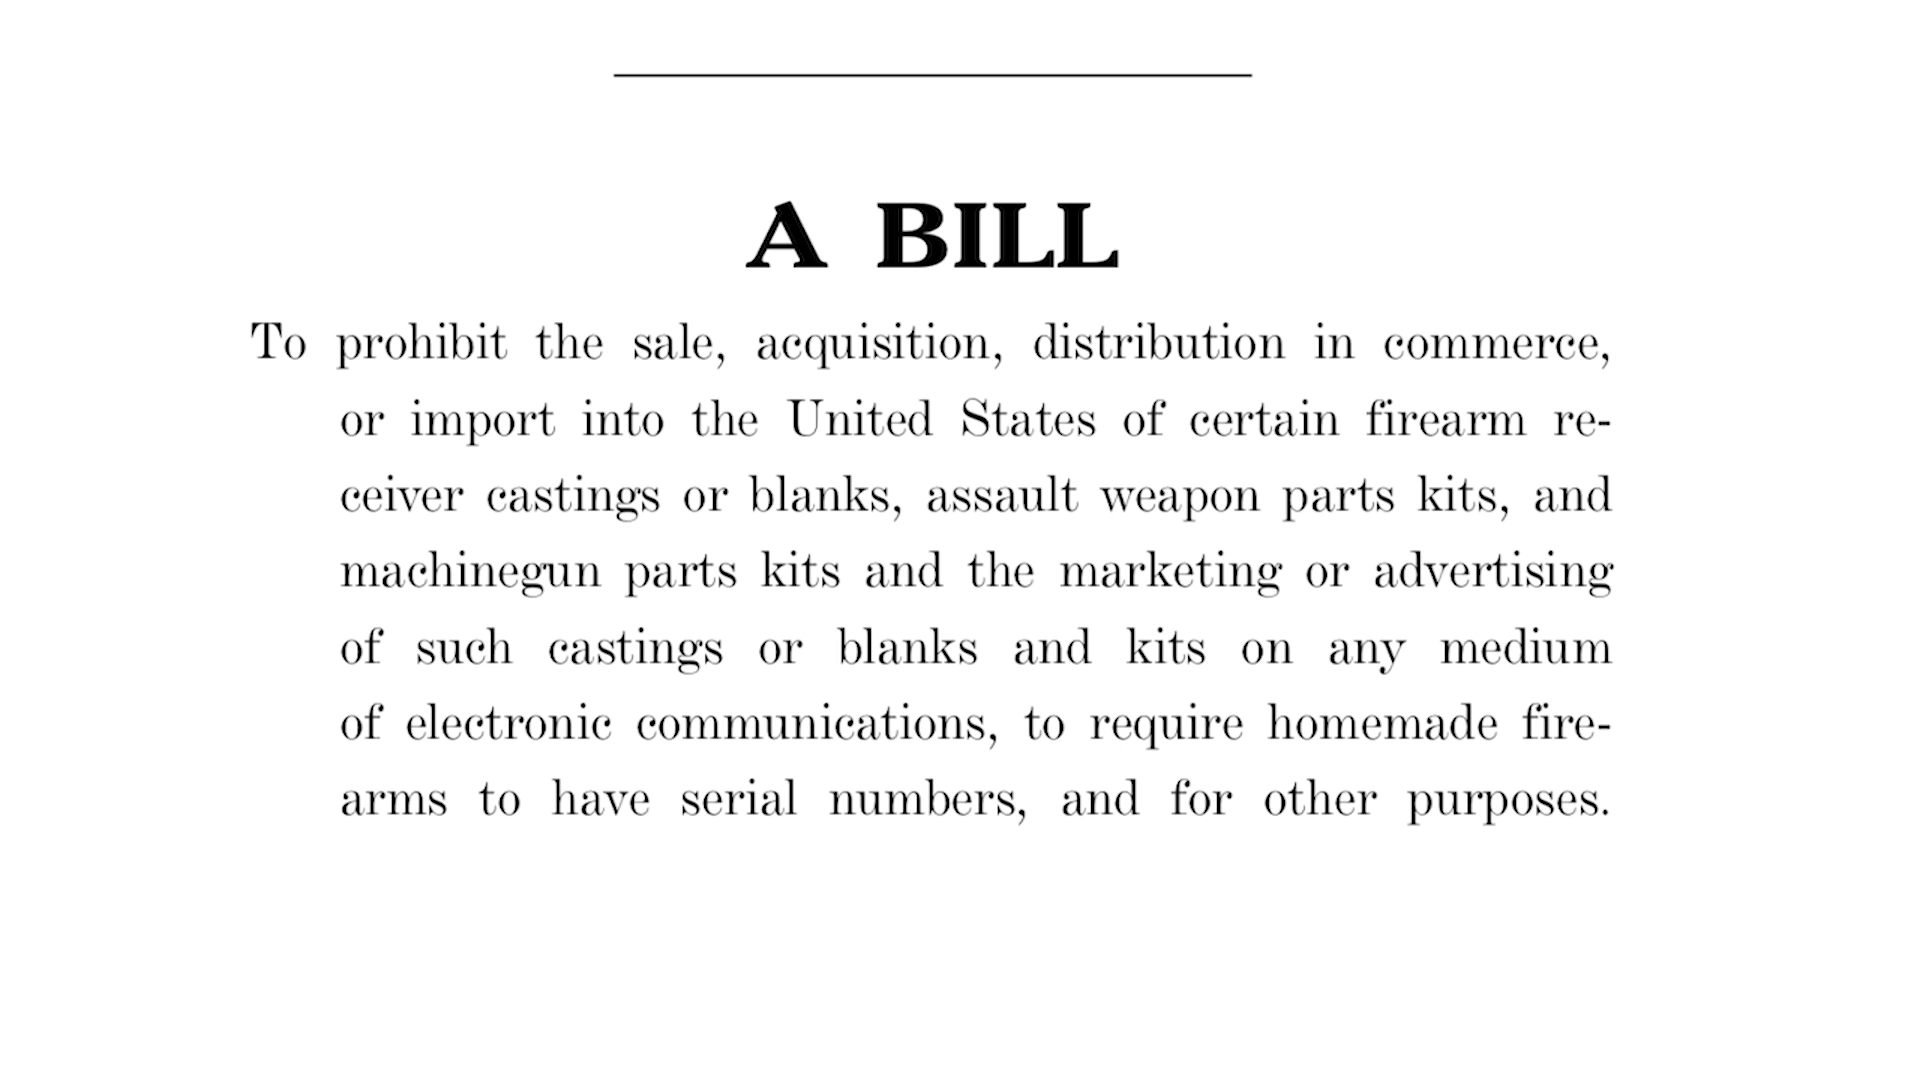 A BILL
To prohibit the sale, acquisition, distribution in commerce,
or import into the United States of certain firearm re-
ceiver castings or blanks, assault weapon parts kits, and
machinegun parts kits and the marketing or advertising
of such castings or blanks and kits on any medium
of electronic communications, to require homemade fire-
arms to have serial numbers, and for other purposes.